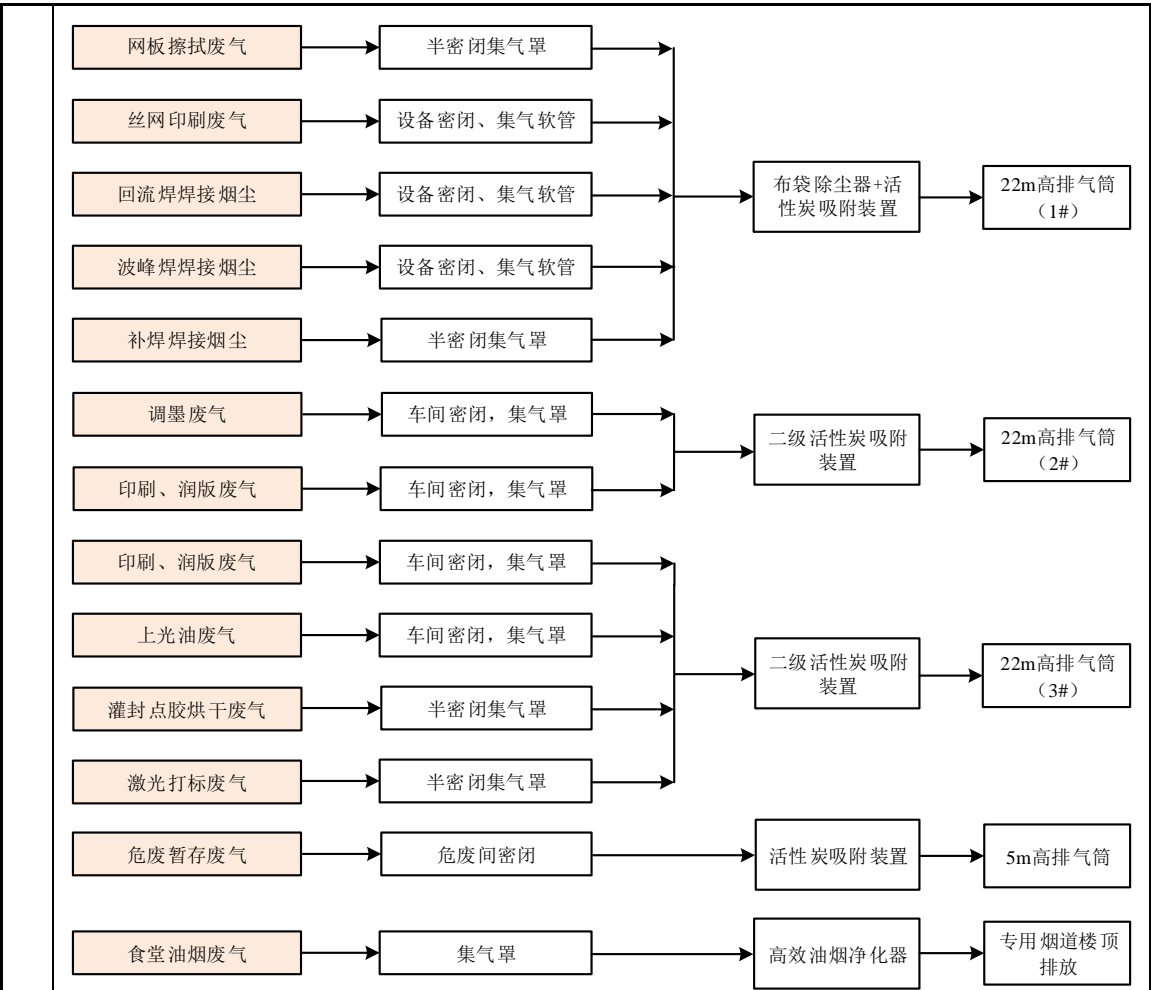 网板擦拭废气
半密闭集气罩
丝网印刷废气
设备密闭、集气软管
回流焊焊接烟尘
设备密闭、集气软管
布袋除尘器+活
性炭吸附装置
22m高排气筒
（1#）
波峰焊焊接烟尘
设备密闭、集气软管
补焊焊接烟尘
半密闭集气罩
调墨废气
车间密闭，集气罩
二级活性炭吸附
装置
22m高排气筒
（2#）
印刷、润版废气
车间密闭，集气罩
印刷、润版废气
车间密闭，集气罩
上光油废气
车间密闭，集气罩
二级活性炭吸附
装置
22m高排气筒
（3#）
灌封点胶烘干废气
半密闭集气罩
激光打标废气
半密闭集气罩
危废暂存废气
危废间密闭
活性炭吸附装置
5m高排气筒
食堂油烟废气
集气罩
高效油烟净化器
专用烟道楼顶
排放